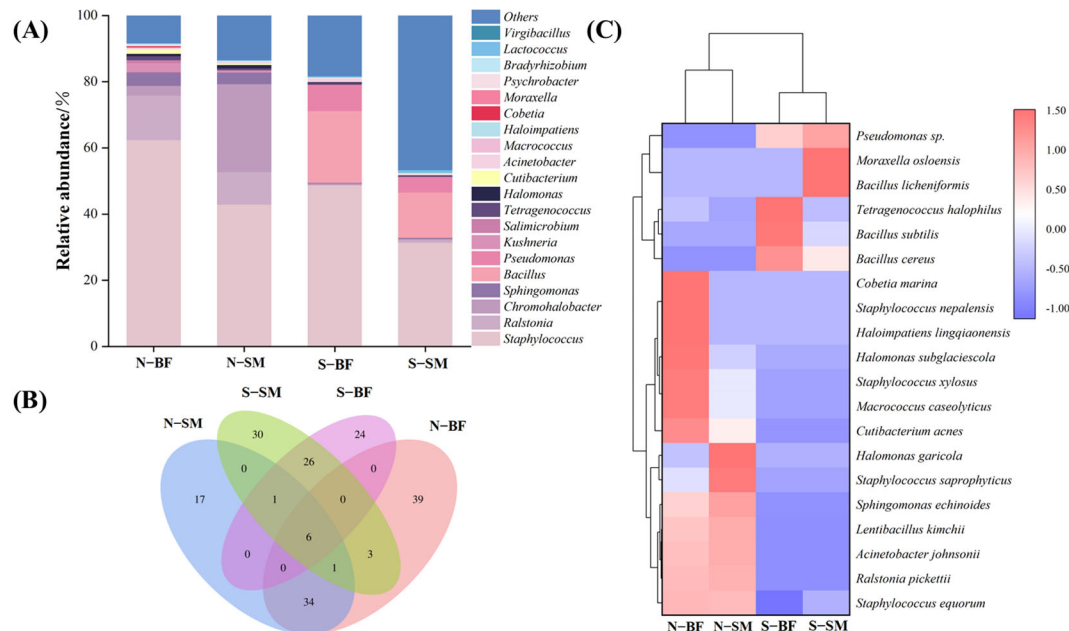 (A)
Relative abundance/%
100
80
60
40
20
0
N−BF
N−SM
S−BF
S−SM
Others
Virgibacillus
Lactococcus
Bradyrhizobium
Psychrobacter
Moraxella
Cobetia
Haloimpatiens
Macrococcus
Acinetobacter
Cutibacterium
Halomonas
Tetragenococcus
Salimicrobium
Kushneria
Pseudomonas
Bacillus
Sphingomonas
Chromohalobacter
Ralstonia
Staphylococcus
(B)
S−SM
S−BF
N−SM
N−BF
30
24
0
26
0
17
1
0
39
6
0
0
1
3
34
(C)
1.50
1.00
0.50
0.00
-0.50
-1.00
Pseudomonas sp.
Moraxella osloensis
Bacillus licheniformis
Tetragenococcus halophilus
Bacillus subtilis
Bacillus cereus
Cobetia marina
Staphylococcus nepalensis
Haloimpatiens lingqiaonensis
Halomonas subglaciescola
Staphylococcus xylosus
Macrococcus caseolyticus
Cutibacterium acnes
Halomonas garicola
Staphylococcus saprophyticus
Sphingomonas echinoides
Lentibacillus kimchii
Acinetobacter johnsonii
Ralstonia pickettii
Staphylococcus equorum
N−BF
N−SM
S−BF
S−SM